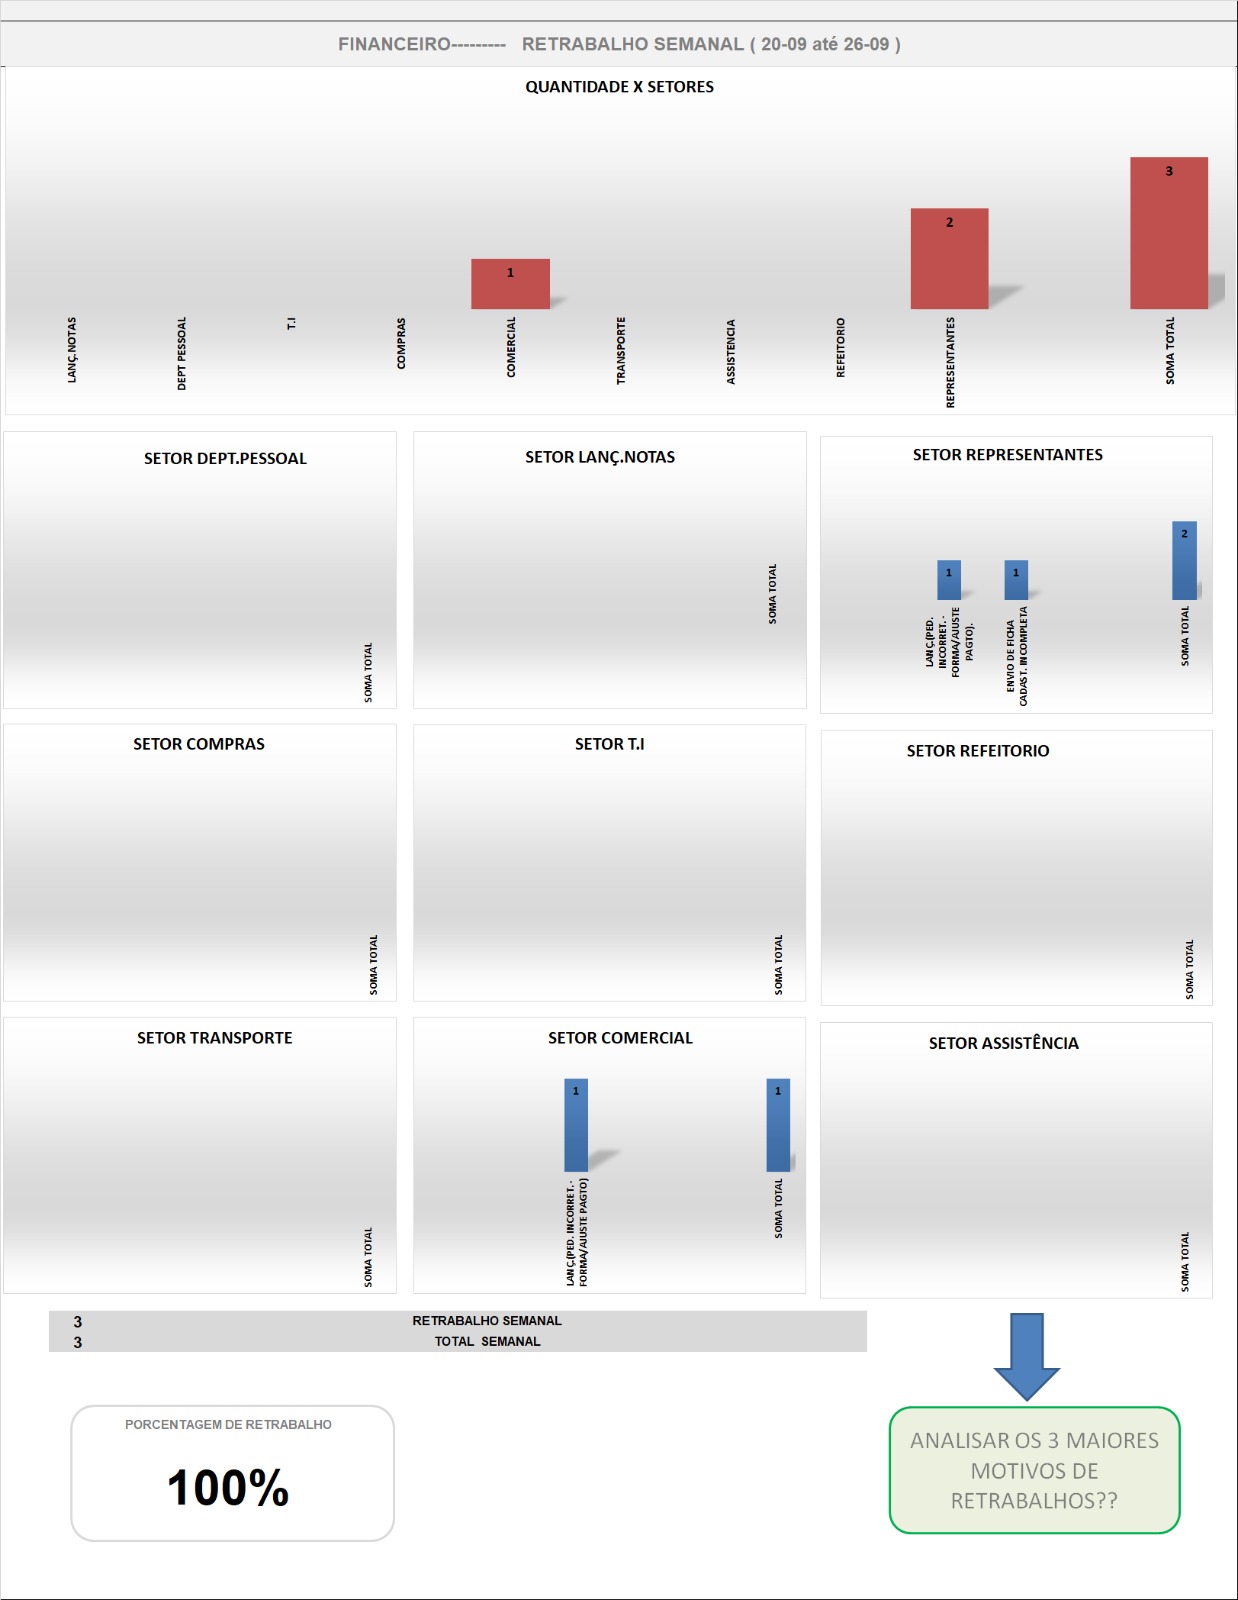 FINANCEIRO--------- RETRABALHO SEMANAL ( 20-09 até 26-09 )
QUANTIDADE X SETORES
3
2
1
LANÇ.NOTAS
DEPT PESSOAL
T.I
COMPRAS
COMERCIAL
TRANSPORTE
ASSISTENCIA
REFEITORIO
REPRESENTANTES
SOMA TOTAL
SETOR DEPT.PESSOAL
SOMA TOTAL
SETOR LANÇ.NOTAS
SOMA TOTAL
SETOR REPRESENTANTES
1
1
2
LANÇ.(PED.
INCORRET. -
FORMA/AJUSTE
PAGTO).
ENVIO DE FICHA
CADAST. INCOMPLETA
SOMA TOTAL
SETOR COMPRAS
SOMA TOTAL
SETOR T.I
SOMA TOTAL
SETOR REFEITORIO
SOMA TOTAL
SETOR TRANSPORTE
SOMA TOTAL
SETOR COMERCIAL
1
1
LANÇ.(PED. INCORRET. -
FORMA/AJUSTE PAGTO)
SOMA TOTAL
SETOR ASSISTÊNCIA
SOMA TOTAL
3 RETRABALHO SEMANAL
3 TOTAL SEMANAL
PORCENTAGEM DE RETRABALHO
100%
ANALISAR OS 3 MAIORES
MOTIVOS DE
RETRABALHOS??